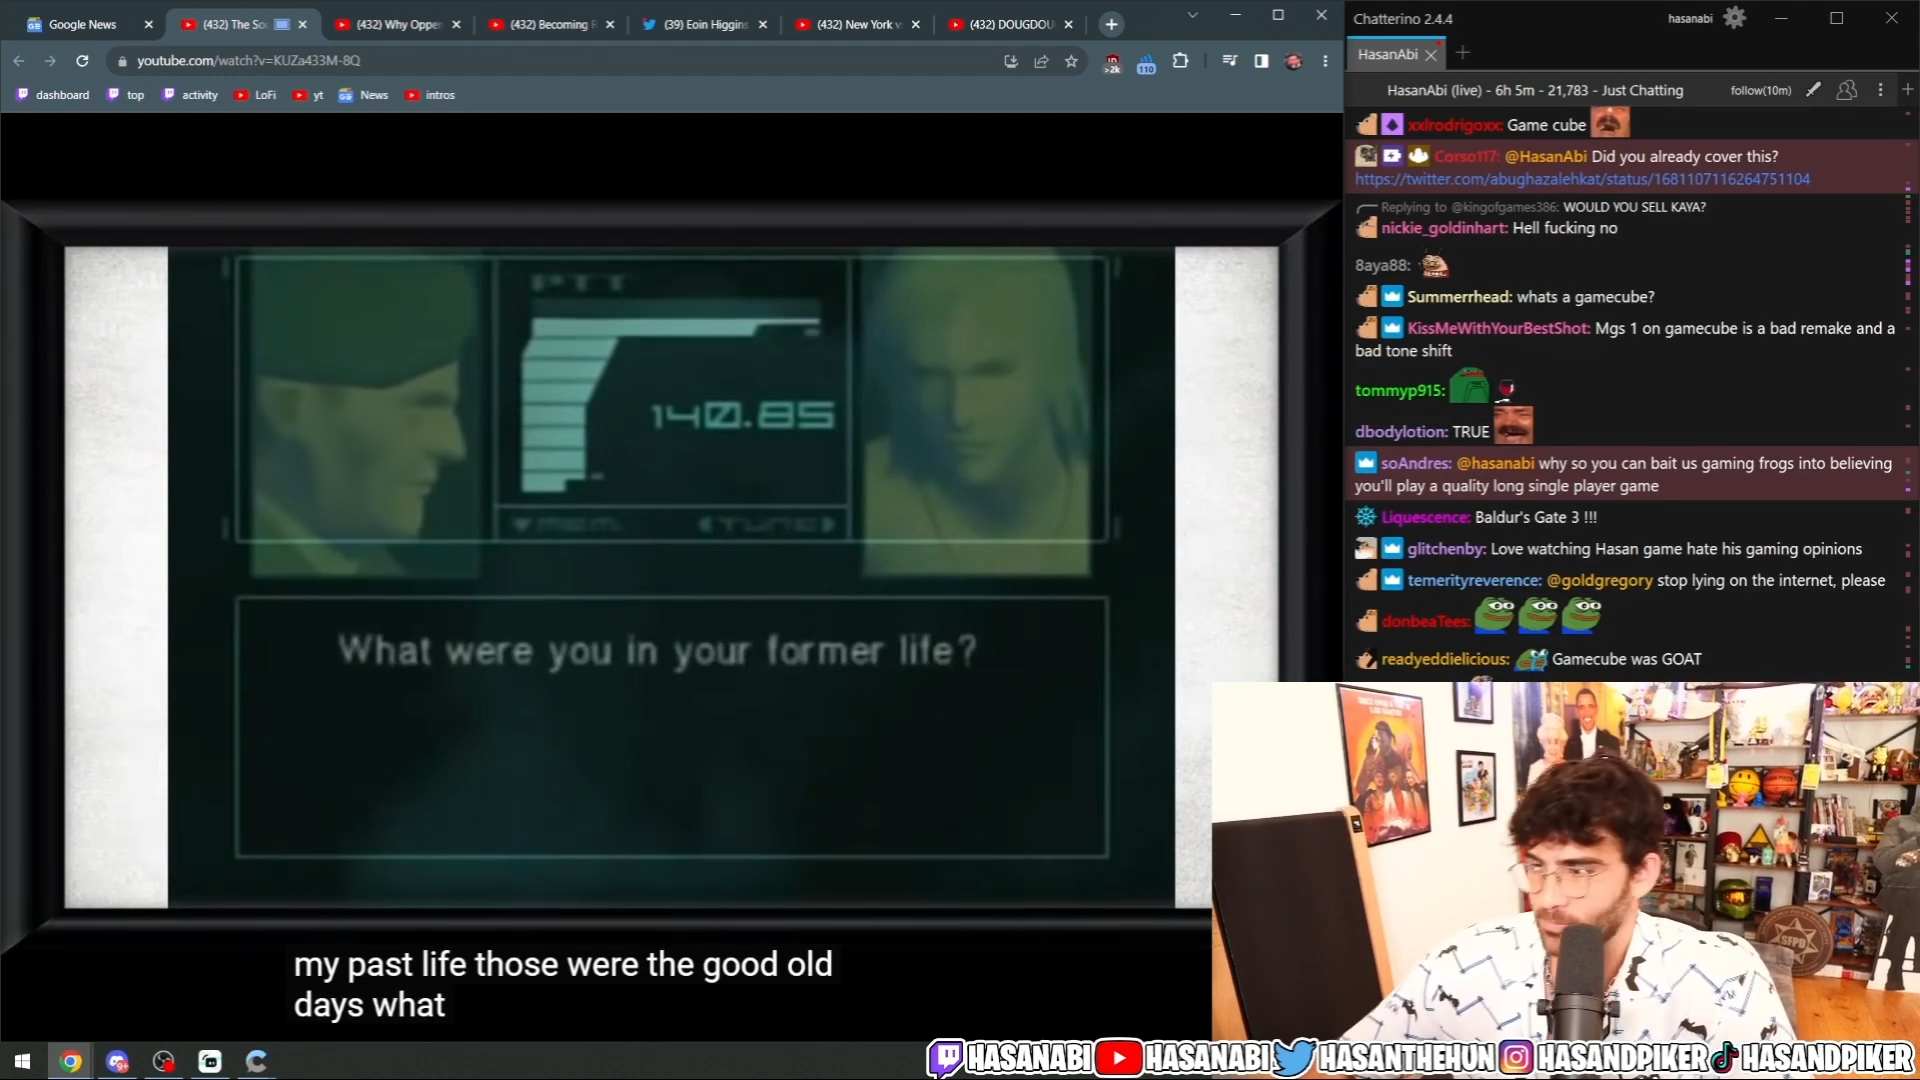 Google News
(432) The So
(432) Why Oppen
(432) Becoming R
(39) Eoin Higgins
(432) New York v
(432) DOUGDOU
youtube.com/watch?v=KUZa433M-8Q
>2k
110
dashboard
top
activity
LoFi
yt
News
intros
PTT
140.85
MEM.
TUNE
What were you in your former life?
my past life those were the good old
days what
Chatterino 2.4.4
hasanabi
HasanAbi
HasanAbi (live) - 6h 5m - 21,783 - Just Chatting
follow(10m)
xxlrodrigoxx: Game cube
Corso117: @HasanAbi Did you already cover this?
https://twitter.com/abughazalehkat/status/1681107116264751104
Replying to @kingofgames386: WOULD YOU SELL KAYA?
nickie_goldinhart: Hell fucking no
8aya88:
Summerrhead: whats a gamecube?
KissMeWithYourBestShot: Mgs 1 on gamecube is a bad remake and a
bad tone shift
tommyp915:
dbodylotion: TRUE
soAndres: @hasanabi why so you can bait us gaming frogs into believing
you'll play a quality long single player game
Liquescence: Baldur's Gate 3 !!!
glitchenby: Love watching Hasan game hate his gaming opinions
temerityreverence: @goldgregory stop lying on the internet, please
donbeaTees:
readyeddielicious: Gamecube was GOAT
SFPD
HASANABI
HASANABI
HASANTHEHUN
HASANDPIKER
HASANDPIKER